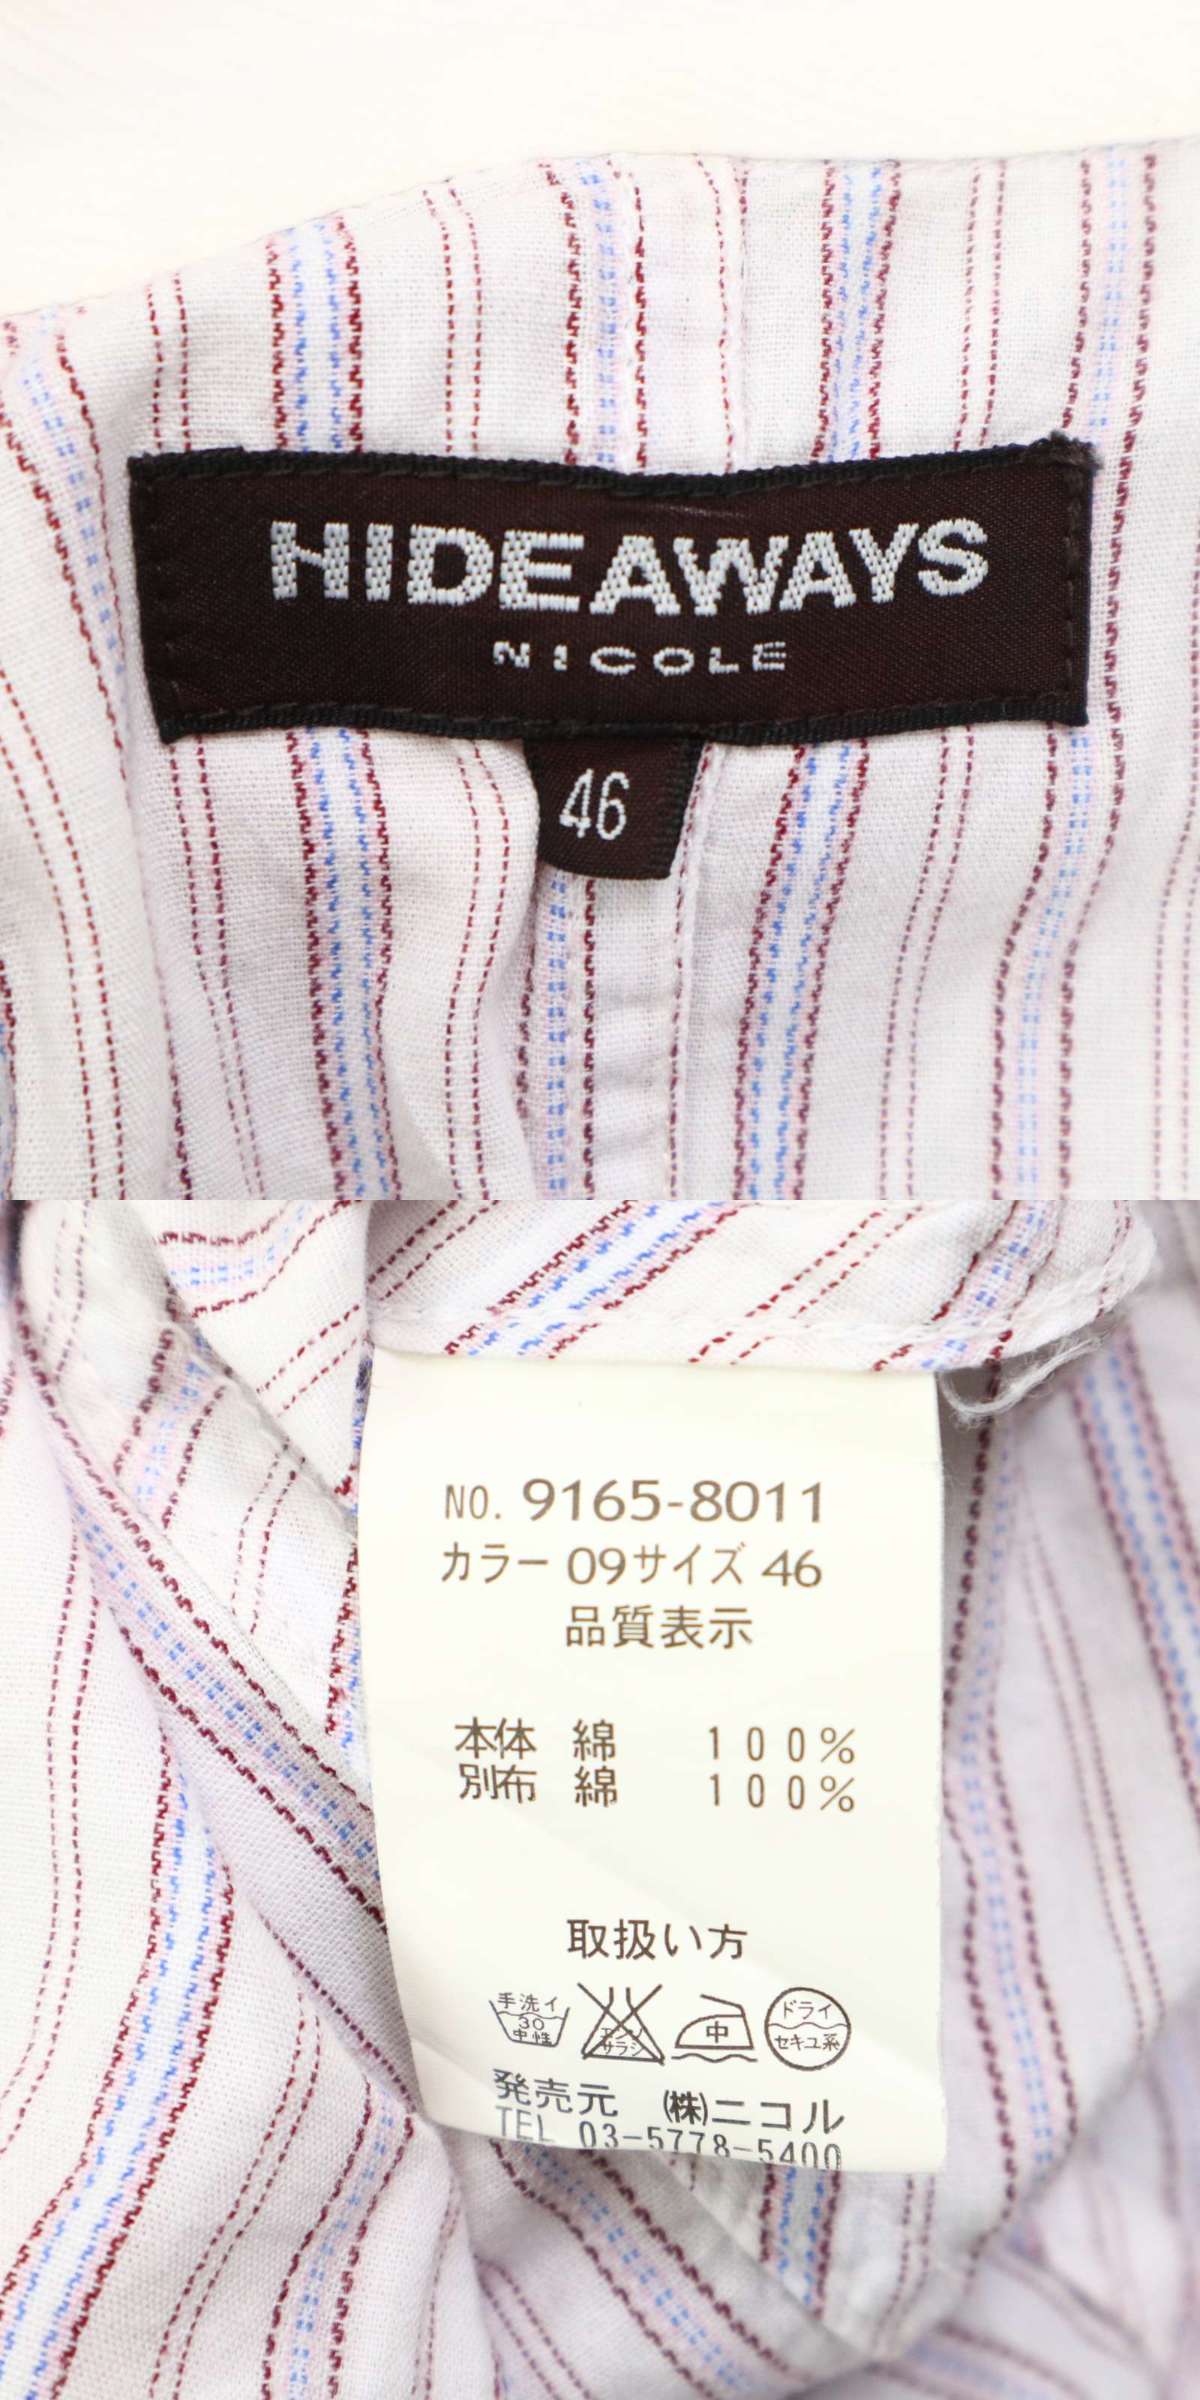 HIDEAWAYS
NICOLE
46
NO. 9165-8011
カラー 09サイズ 46
品質表示
本体 綿 100%
別布 綿 100%
取扱い方
手洗イ
30
中性
エンソ
サラシ
中
ドライ
セキユ系
発売元 (株)ニコル
TEL 03-5778-5400